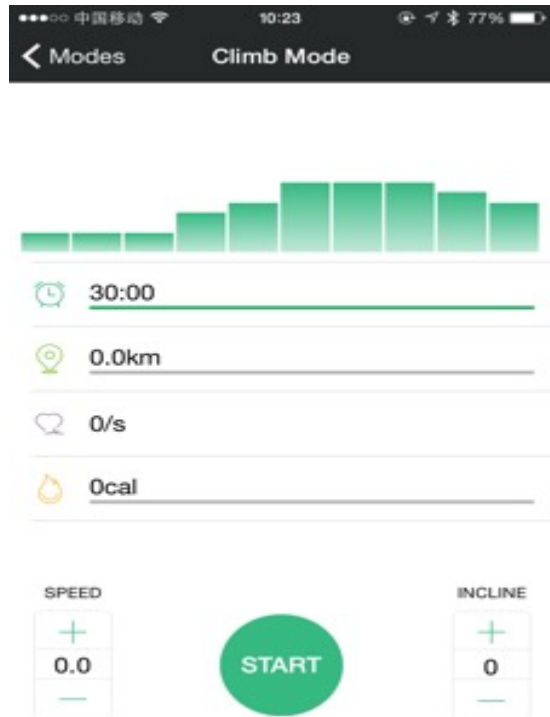 中国移动 10:23 77%
Modes Climb Mode
30:00
0.0km
0/s
0cal
SPEED INCLINE
+ +
0.0 START 0
— —